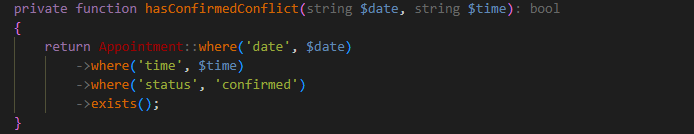 private function hasConfirmedConflict(string $date, string $time): bool
{
    return Appointment::where('date', $date)
        ->where('time', $time)
        ->where('status', 'confirmed')
        ->exists();
}